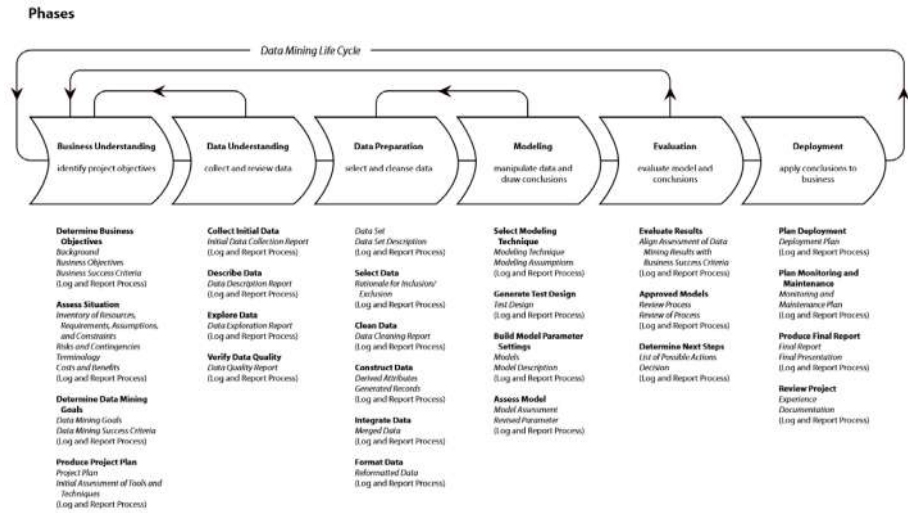 Phases
Data Mining Life Cycle
Business Understanding
identify project objectives
Data Understanding
collect and review data
Data Preparation
select and cleanse data
Modeling
manipulate data and
draw conclusions
Evaluation
evaluate model and
conclusions
Deployment
apply conclusions to
business
Determine Business
Objectives
Background
Business Objectives
Business Success Criteria
(Log and Report Process)
Assess Situation
Inventory of Resources,
Requirements, Assumptions,
and Constraints
Risks and Contingencies
Terminology
Costs and Benefits
(Log and Report Process)
Determine Data Mining
Goals
Data Mining Goals
Data Mining Success Criteria
(Log and Report Process)
Produce Project Plan
Project Plan
Initial Assessment of Tools and
Techniques
(Log and Report Process)
Collect Initial Data
Initial Data Collection Report
(Log and Report Process)
Describe Data
Data Description Report
(Log and Report Process)
Explore Data
Data Exploration Report
(Log and Report Process)
Verify Data Quality
Data Quality Report
(Log and Report Process)
Data Set
Data Set Description
(Log and Report Process)
Select Data
Rationale for Inclusion/
Exclusion
(Log and Report Process)
Clean Data
Data Cleaning Report
(Log and Report Process)
Construct Data
Derived Attributes
Generated Records
(Log and Report Process)
Integrate Data
Merged Data
(Log and Report Process)
Format Data
Reformatted Data
(Log and Report Process)
Select Modeling
Technique
Modeling Technique
Modeling Assumptions
(Log and Report Process)
Generate Test Design
Test Design
(Log and Report Process)
Build Model Parameter
Settings
Models
Model Description
(Log and Report Process)
Assess Model
Model Assessment
Revised Parameter
(Log and Report Process)
Evaluate Results
Align Assessment of Data
Mining Results with
Business Success Criteria
(Log and Report Process)
Approved Models
Review Process
Review of Process
(Log and Report Process)
Determine Next Steps
List of Possible Actions
Decision
(Log and Report Process)
Plan Deployment
Deployment Plan
(Log and Report Process)
Plan Monitoring and
Maintenance
Monitoring and
Maintenance Plan
(Log and Report Process)
Produce Final Report
Final Report
Final Presentation
(Log and Report Process)
Review Project
Experience
Documentation
(Log and Report Process)